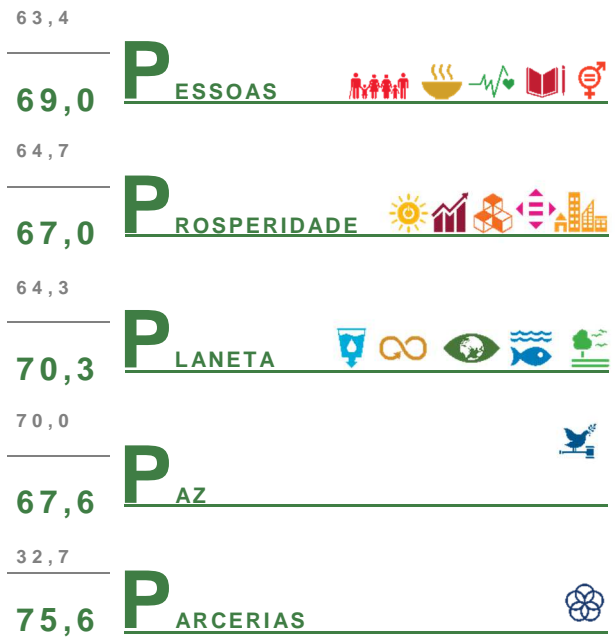 63,4
69,0 PESSOAS
64,7
67,0 PROSPERIDADE
64,3
70,3 PLANETA
70,0
67,6 PAZ
32,7
75,6 PARCERIAS